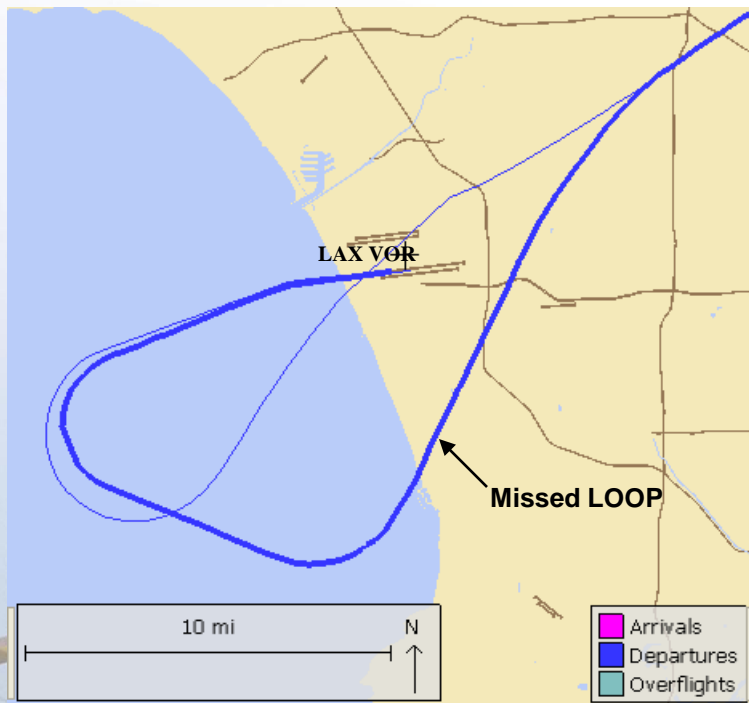 LAX VOR
Missed LOOP
10 mi
N
Arrivals
Departures
Overflights